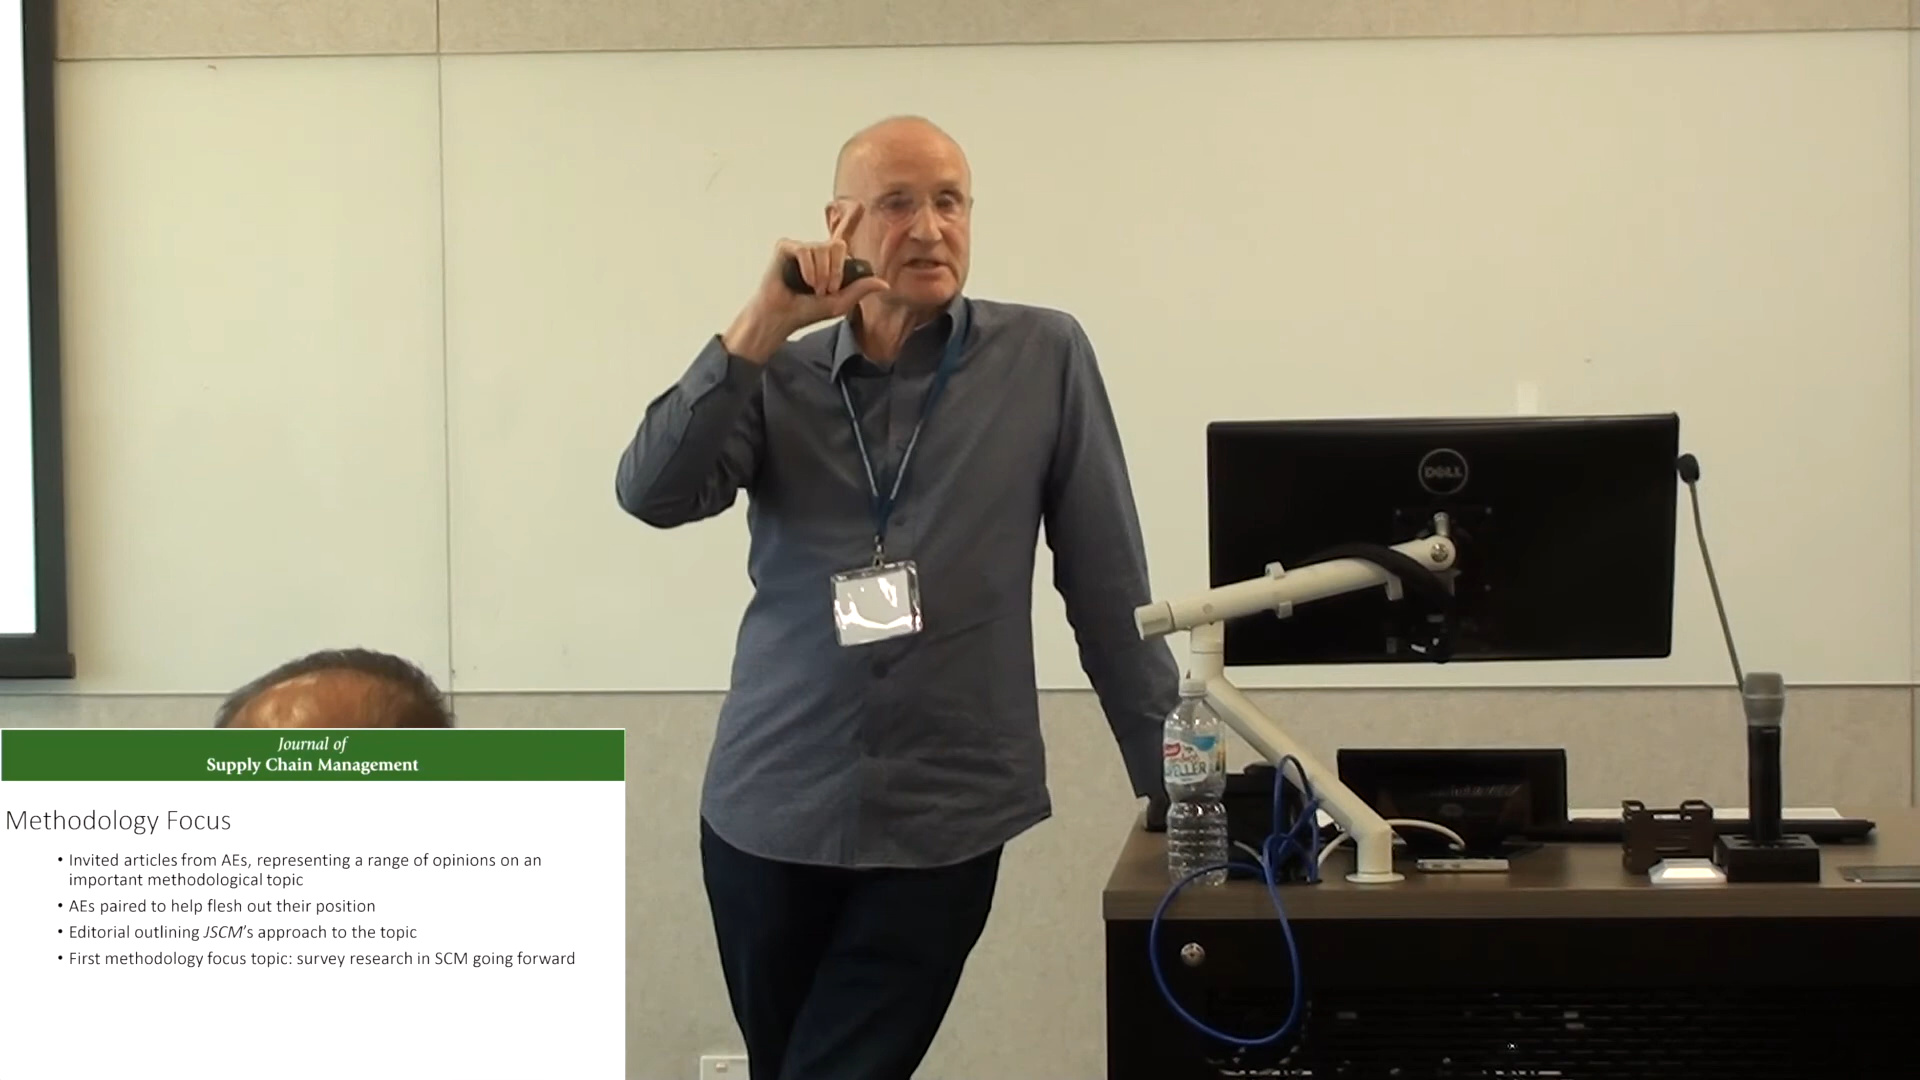 DELL
Journal of
Supply Chain Management
Methodology Focus
• Invited articles from AEs, representing a range of opinions on an
important methodological topic
• AEs paired to help flesh out their position
• Editorial outlining JSCM's approach to the topic
• First methodology focus topic: survey research in SCM going forward